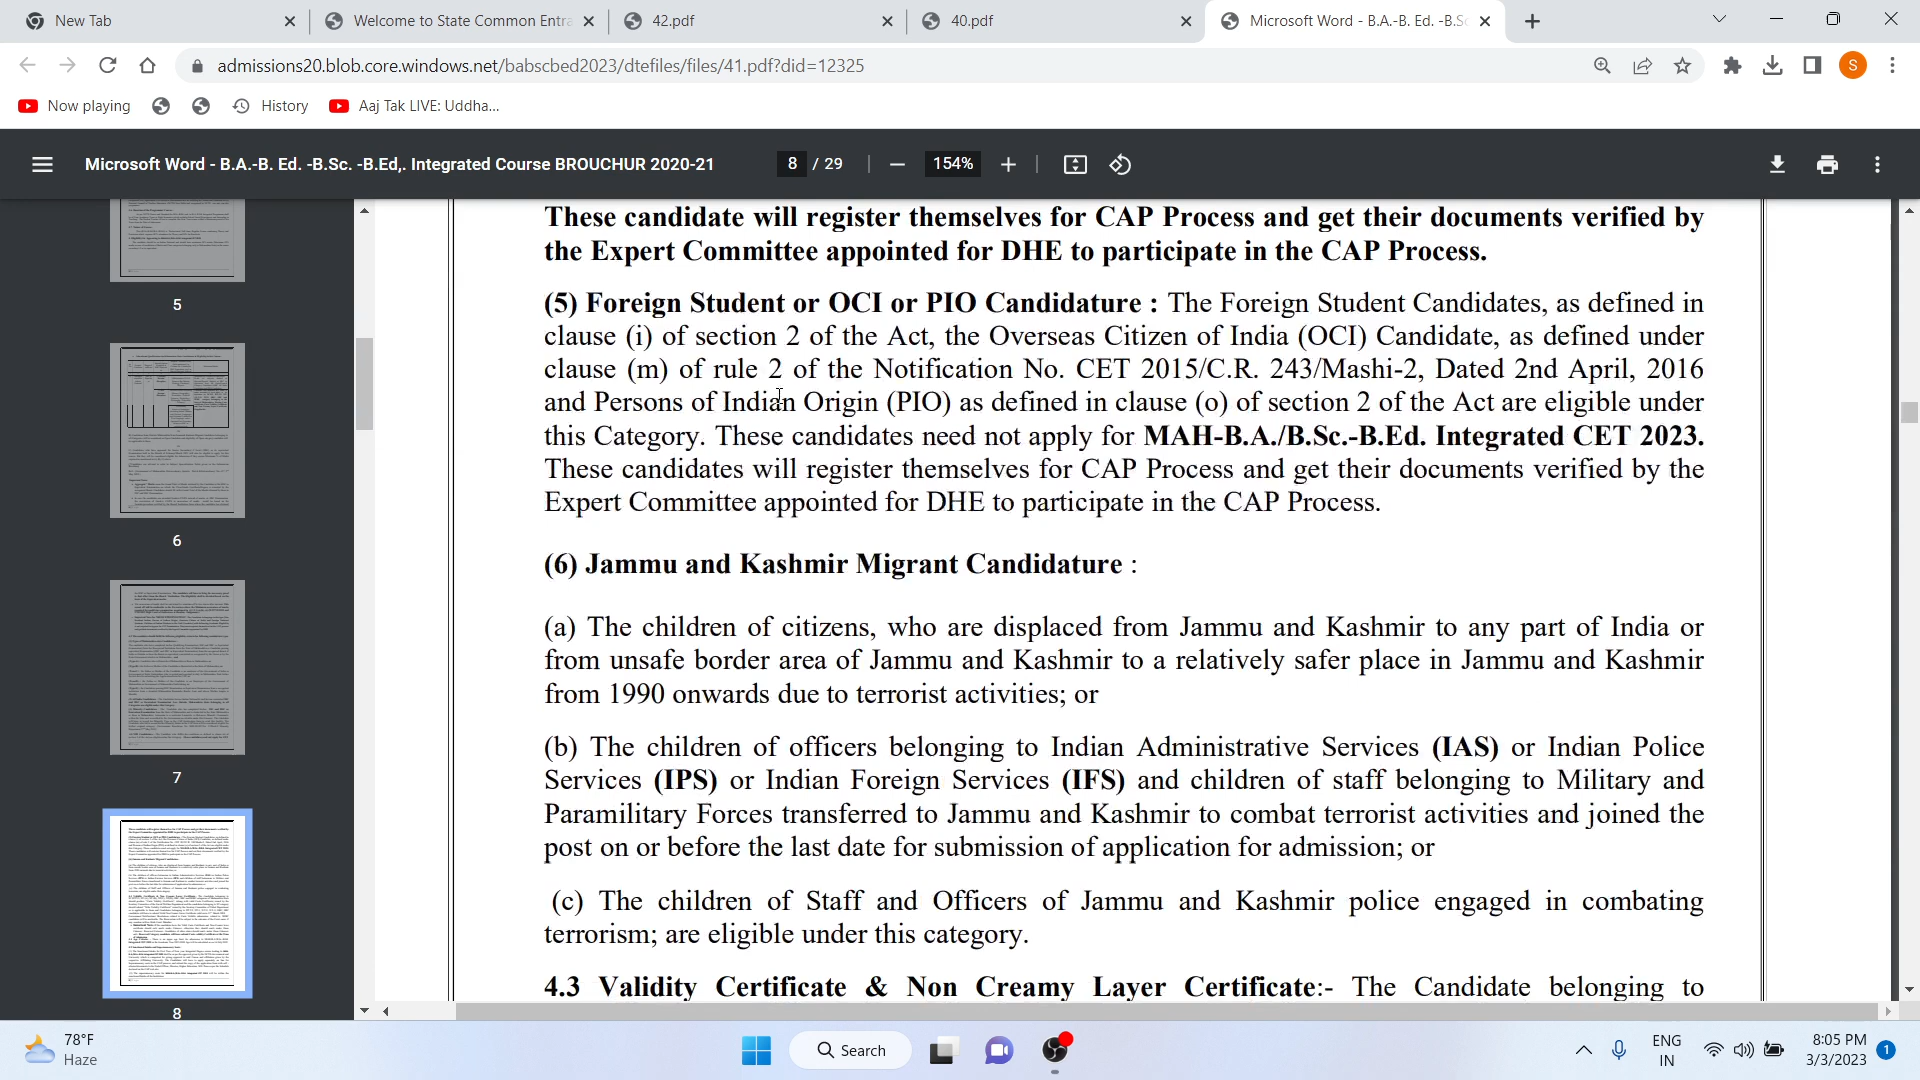 New Tab
Welcome to State Common Entra
42.pdf
40.pdf
Microsoft Word - B.A.-B. Ed. -B.Sc
admissions20.blob.core.windows.net/babscbed2023/dtefiles/files/41.pdf?did=12325
S
Now playing
History
Aaj Tak LIVE: Uddha...
Microsoft Word - B.A.-B. Ed. -B.Sc. -B.Ed,. Integrated Course BROUCHUR 2020-21
8 / 29
154%
5
6
7
8
These candidate will register themselves for CAP Process and get their documents verified by
the Expert Committee appointed for DHE to participate in the CAP Process.
(5) Foreign Student or OCI or PIO Candidature : The Foreign Student Candidates, as defined in
clause (i) of section 2 of the Act, the Overseas Citizen of India (OCI) Candidate, as defined under
clause (m) of rule 2 of the Notification No. CET 2015/C.R. 243/Mashi-2, Dated 2nd April, 2016
and Persons of Indian Origin (PIO) as defined in clause (o) of section 2 of the Act are eligible under
this Category. These candidates need not apply for MAH-B.A./B.Sc.-B.Ed. Integrated CET 2023.
These candidates will register themselves for CAP Process and get their documents verified by the
Expert Committee appointed for DHE to participate in the CAP Process.
(6) Jammu and Kashmir Migrant Candidature :
(a) The children of citizens, who are displaced from Jammu and Kashmir to any part of India or
from unsafe border area of Jammu and Kashmir to a relatively safer place in Jammu and Kashmir
from 1990 onwards due to terrorist activities; or
(b) The children of officers belonging to Indian Administrative Services (IAS) or Indian Police
Services (IPS) or Indian Foreign Services (IFS) and children of staff belonging to Military and
Paramilitary Forces transferred to Jammu and Kashmir to combat terrorist activities and joined the
post on or before the last date for submission of application for admission; or
(c) The children of Staff and Officers of Jammu and Kashmir police engaged in combating
terrorism; are eligible under this category.
4.3 Validity Certificate & Non Creamy Layer Certificate:- The Candidate belonging to
78°F
Haze
Search
ENG
IN
8:05 PM
3/3/2023
1